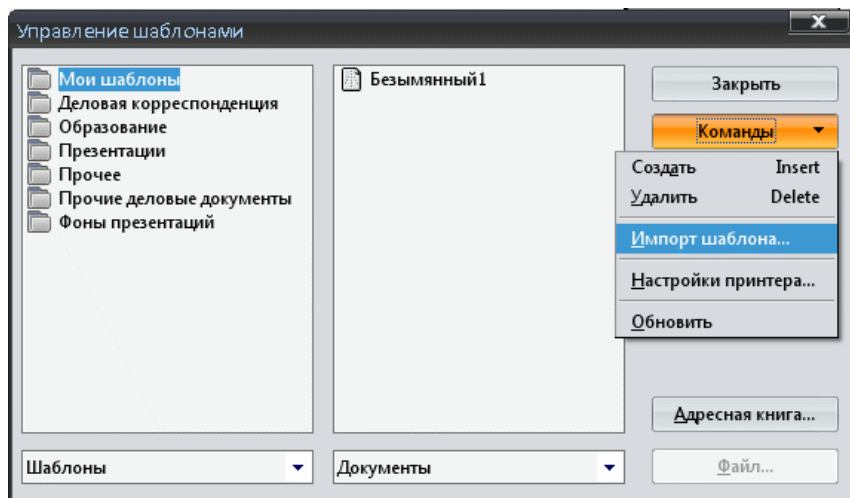 Управление шаблонами
X
Мои шаблоны
Деловая корреспонденция
Образование
Презентации
Прочее
Прочие деловые документы
Фоны презентаций
Безымянный1
Закрыть
Команды
Создать Insert
Удалить Delete
Импорт шаблона...
Настройки принтера...
Обновить
Адресная книга...
Шаблоны
Документы
Файл...